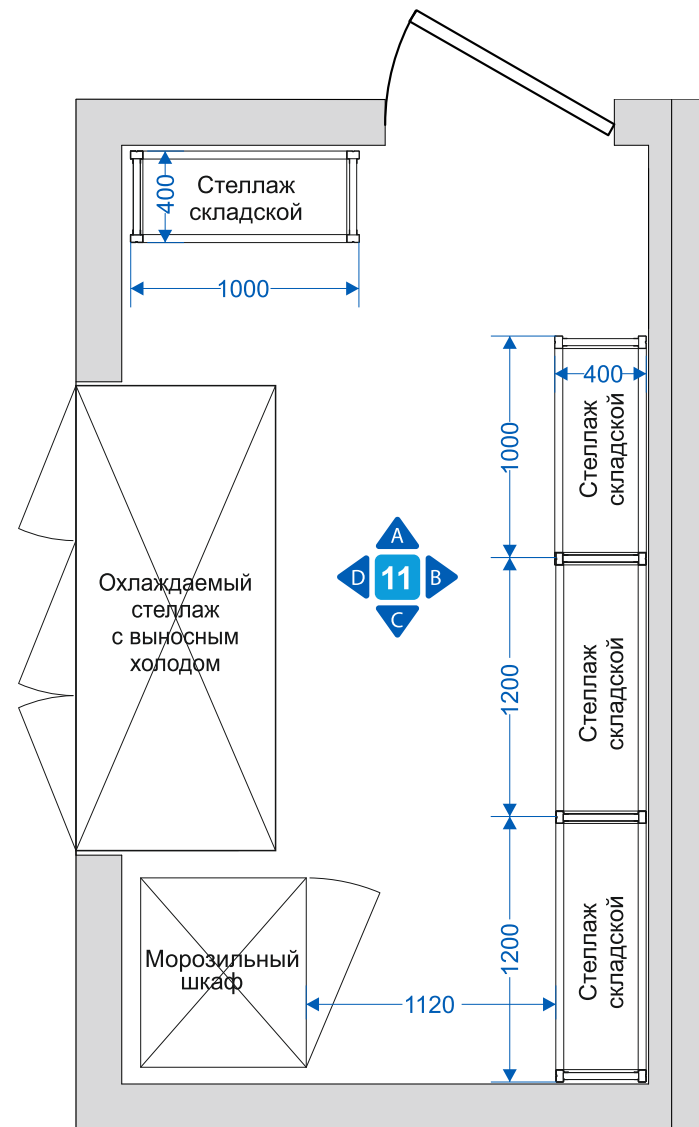 Стеллаж
складской
400
1000
400
1000
Стеллаж
складской
A
D 11 B
C
Охлаждаемый
стеллаж
с выносным
холодом
1200
Стеллаж
складской
Морозильный
шкаф
1120
1200
Стеллаж
складской